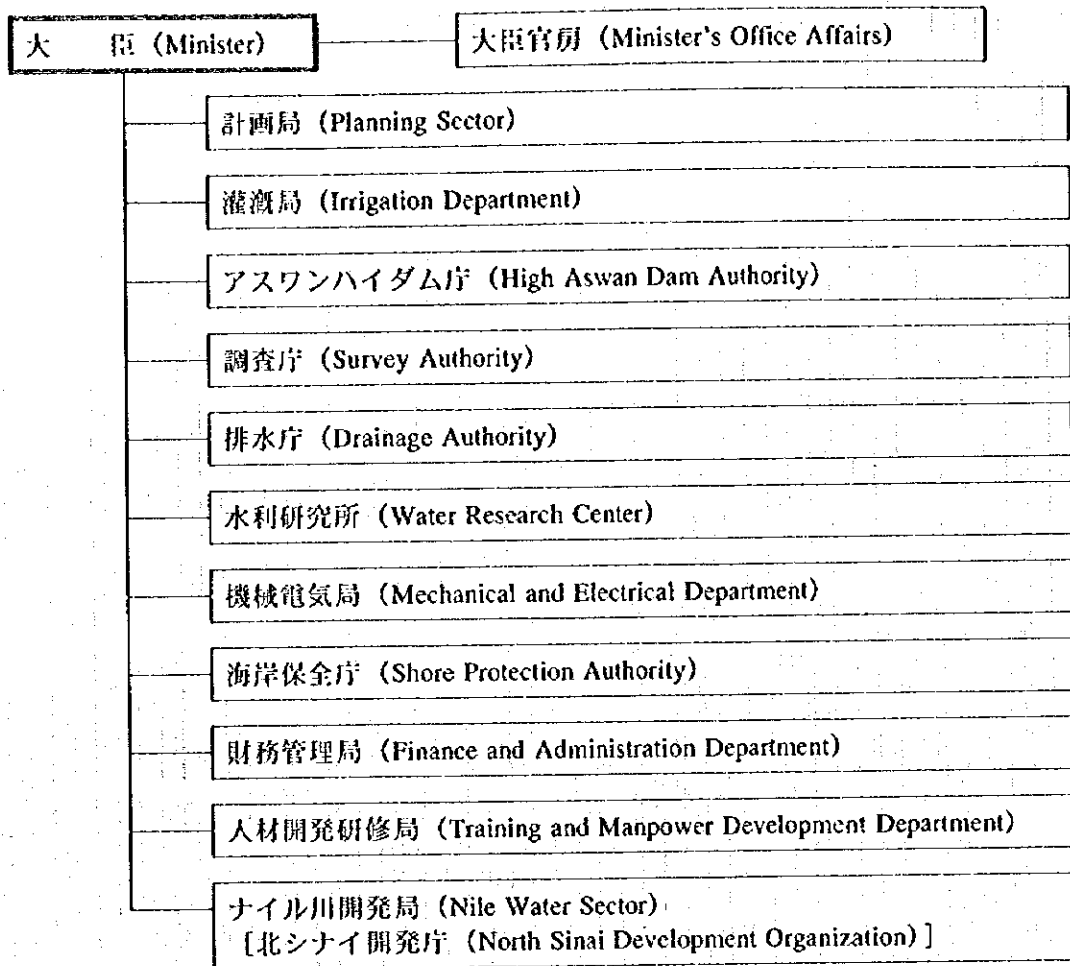 大　臣 (Minister)
大臣官房 (Minister's Office Affairs)
計画局 (Planning Sector)
灌漑局 (Irrigation Department)
アスワンハイダム庁 (High Aswan Dam Authority)
調査庁 (Survey Authority)
排水庁 (Drainage Authority)
水利研究所 (Water Research Center)
機械電気局 (Mechanical and Electrical Department)
海岸保全庁 (Shore Protection Authority)
財務管理局 (Finance and Administration Department)
人材開発研修局 (Training and Manpower Development Department)
ナイル川開発局 (Nile Water Sector)
[北シナイ開発庁 (North Sinai Development Organization)]